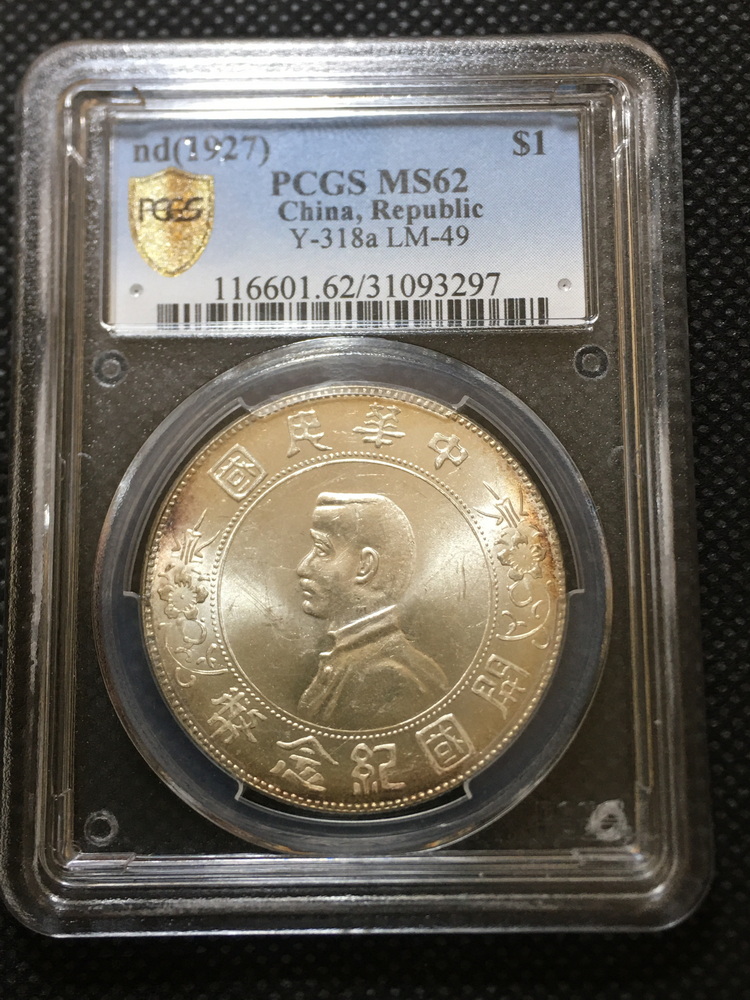 nd(1927) $1
PCGS MS62
PCGS
China, Republic
Y-318a LM-49
116601.62/31093297
中華民國
開國紀念幣